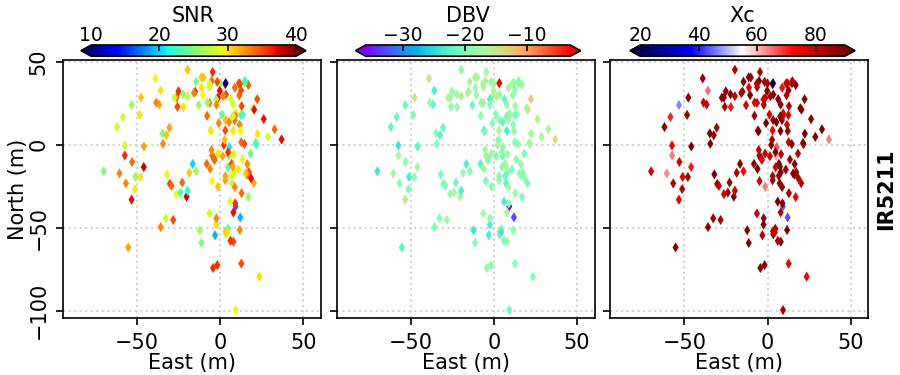 SNR DBV Xc
10 20 30 40 −30 −20 −10 20 40 60 80
50
0
−50
−100
North (m)
IR5211
−50 0 50 −50 0 50 −50 0 50
East (m) East (m) East (m)